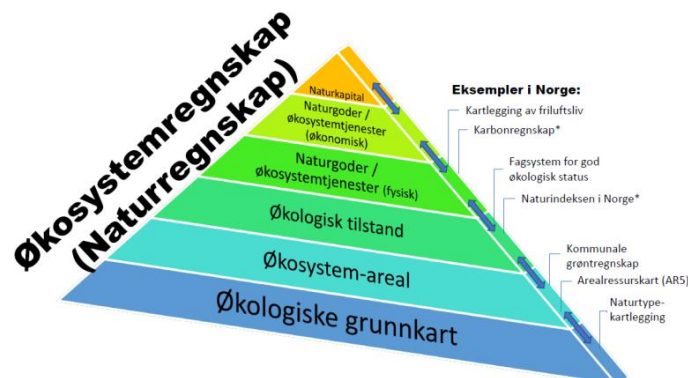 Økosystemregnskap
(Naturregnskap)
Naturkapital
Naturgoder /
økosystemtjenester
(økonomisk)
Naturgoder /
økosystemtjenester (fysisk)
Økologisk tilstand
Økosystem-areal
Økologiske grunnkart
Eksempler i Norge:
Kartlegging av friluftsliv
Karbonregnskap*
Fagsystem for god
økologisk status
Naturindeksen i Norge*
Kommunale
grøntregnskap
Arealressurskart (AR5)
Naturtype-
kartlegging